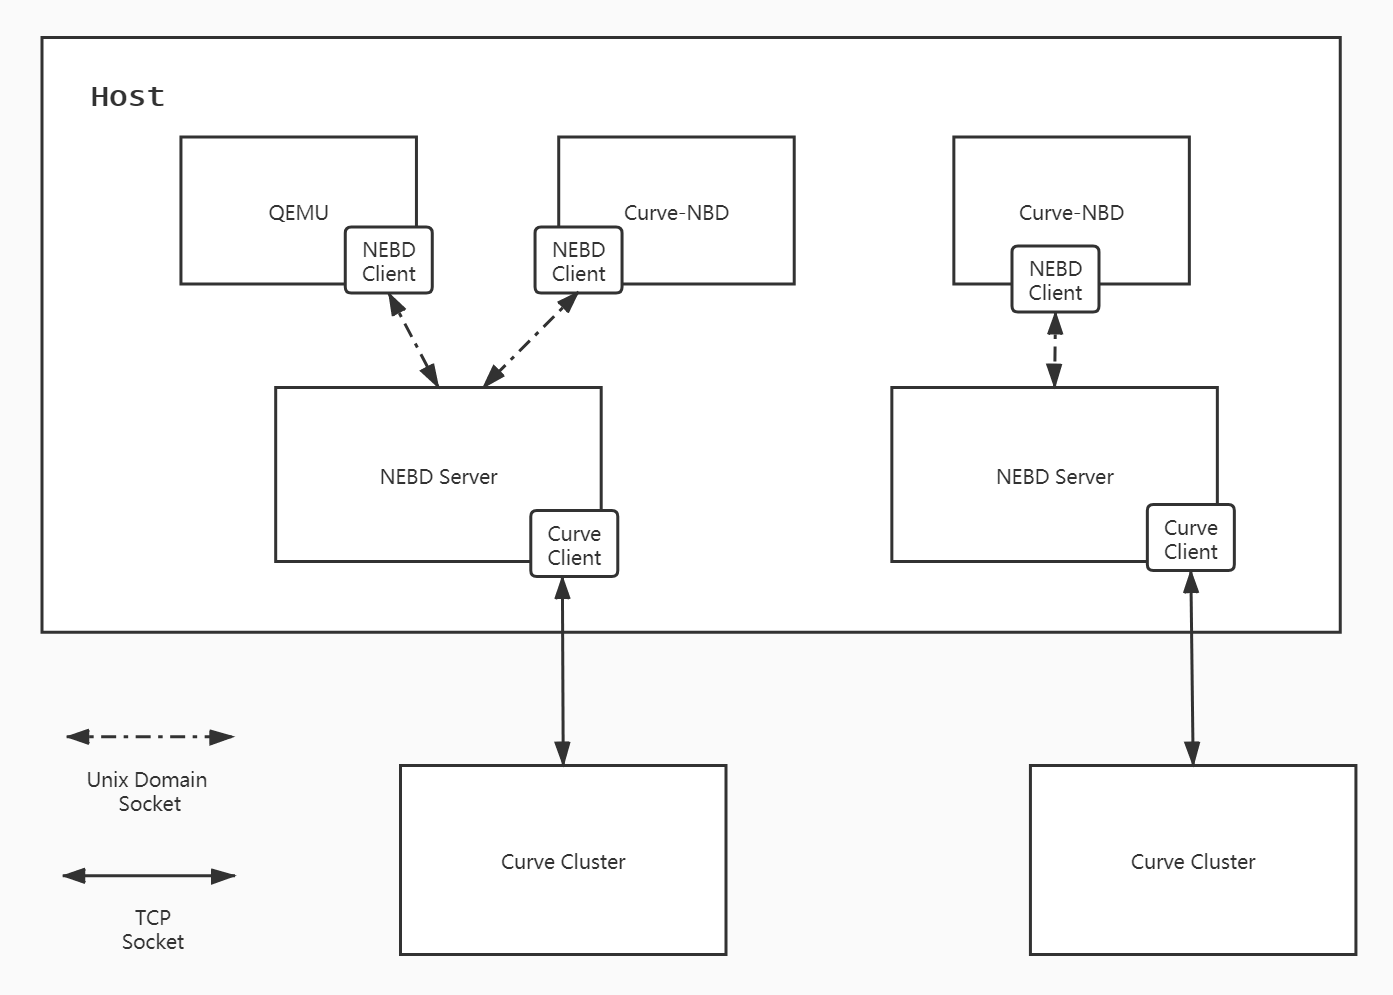 Host
QEMU
NEBD
Client
Curve-NBD
NEBD
Client
Curve-NBD
NEBD
Client
NEBD Server
Curve
Client
NEBD Server
Curve
Client
Unix Domain
Socket
TCP
Socket
Curve Cluster
Curve Cluster